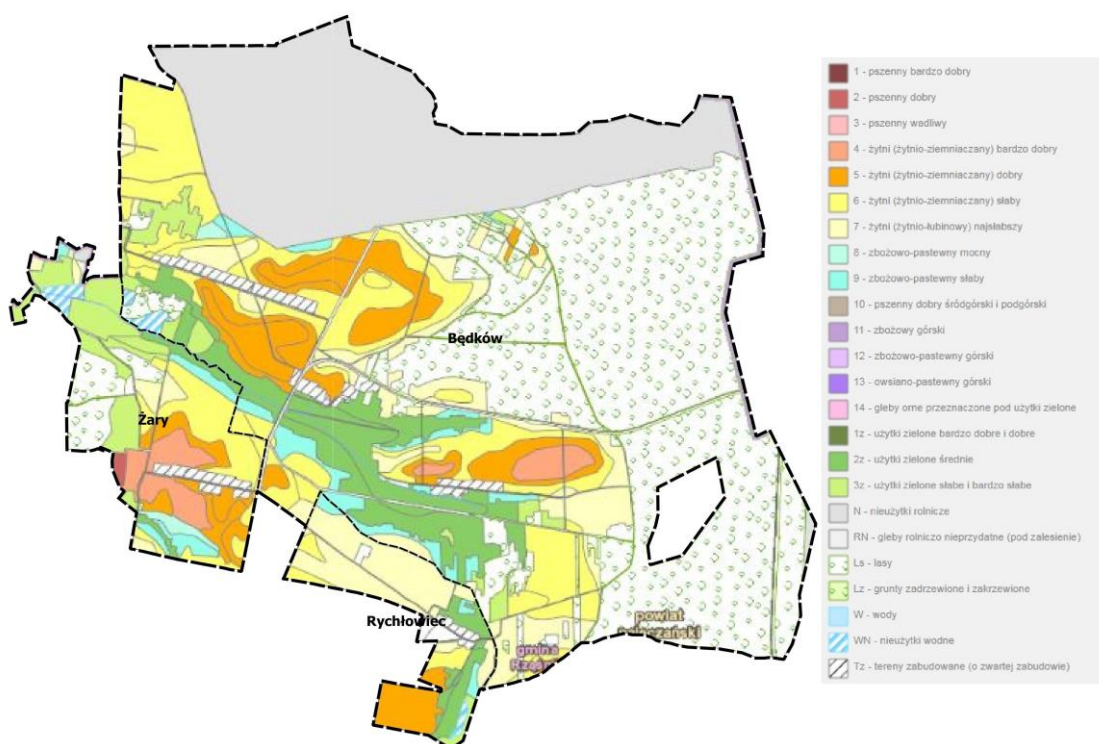 Będków
Żary
Rychłowiec
powiat
gmina
1 - pszenny bardzo dobry
2 - pszenny dobry
3 - pszenny wadliwy
4 - żytni (żytnio-ziemniaczany) bardzo dobry
5 - żytni (żytnio-ziemniaczany) dobry
6 - żytni (żytnio-ziemniaczany) słaby
7 - żytni (żytnio-łubinowy) najsłabszy
8 - zbożowo-pastewny mocny
9 - zbożowo-pastewny słaby
10 - pszenny dobry śródgórski i podgórski
11 - zbożowy górski
12 - zbożowo-pastewny górski
13 - owsiano-pastewny górski
14 - gleby orne przeznaczone pod użytki zielone
1z - użytki zielone bardzo dobre i dobre
2z - użytki zielone średnie
3z - użytki zielone słabe i bardzo słabe
N - nieużytki rolnicze
RN - gleby rolniczo nieprzydatne (pod zalesienie)
Ls - lasy
Lz - grunty zadrzewione i zakrzewione
W - wody
WN - nieużytki wodne
Tz - tereny zabudowane (o zwartej zabudowie)